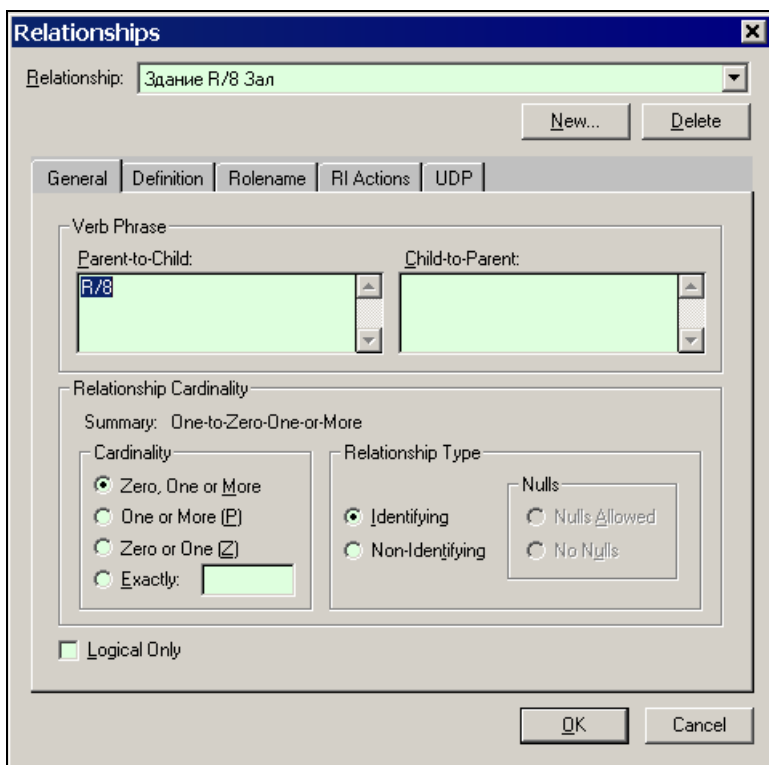 Relationships
Relationship: Здание R/8 Зал
New... Delete
General Definition Rolename RI Actions UDP
Verb Phrase
Parent-to-Child: Child-to-Parent:
R/8
Relationship Cardinality
Summary: One-to-Zero-One-or-More
Cardinality Relationship Type
Zero, One or More Nulls
One or More (P) Identifying Nulls Allowed
Zero or One (Z) Non-Identifying No Nulls
Exactly:
Logical Only
OK Cancel